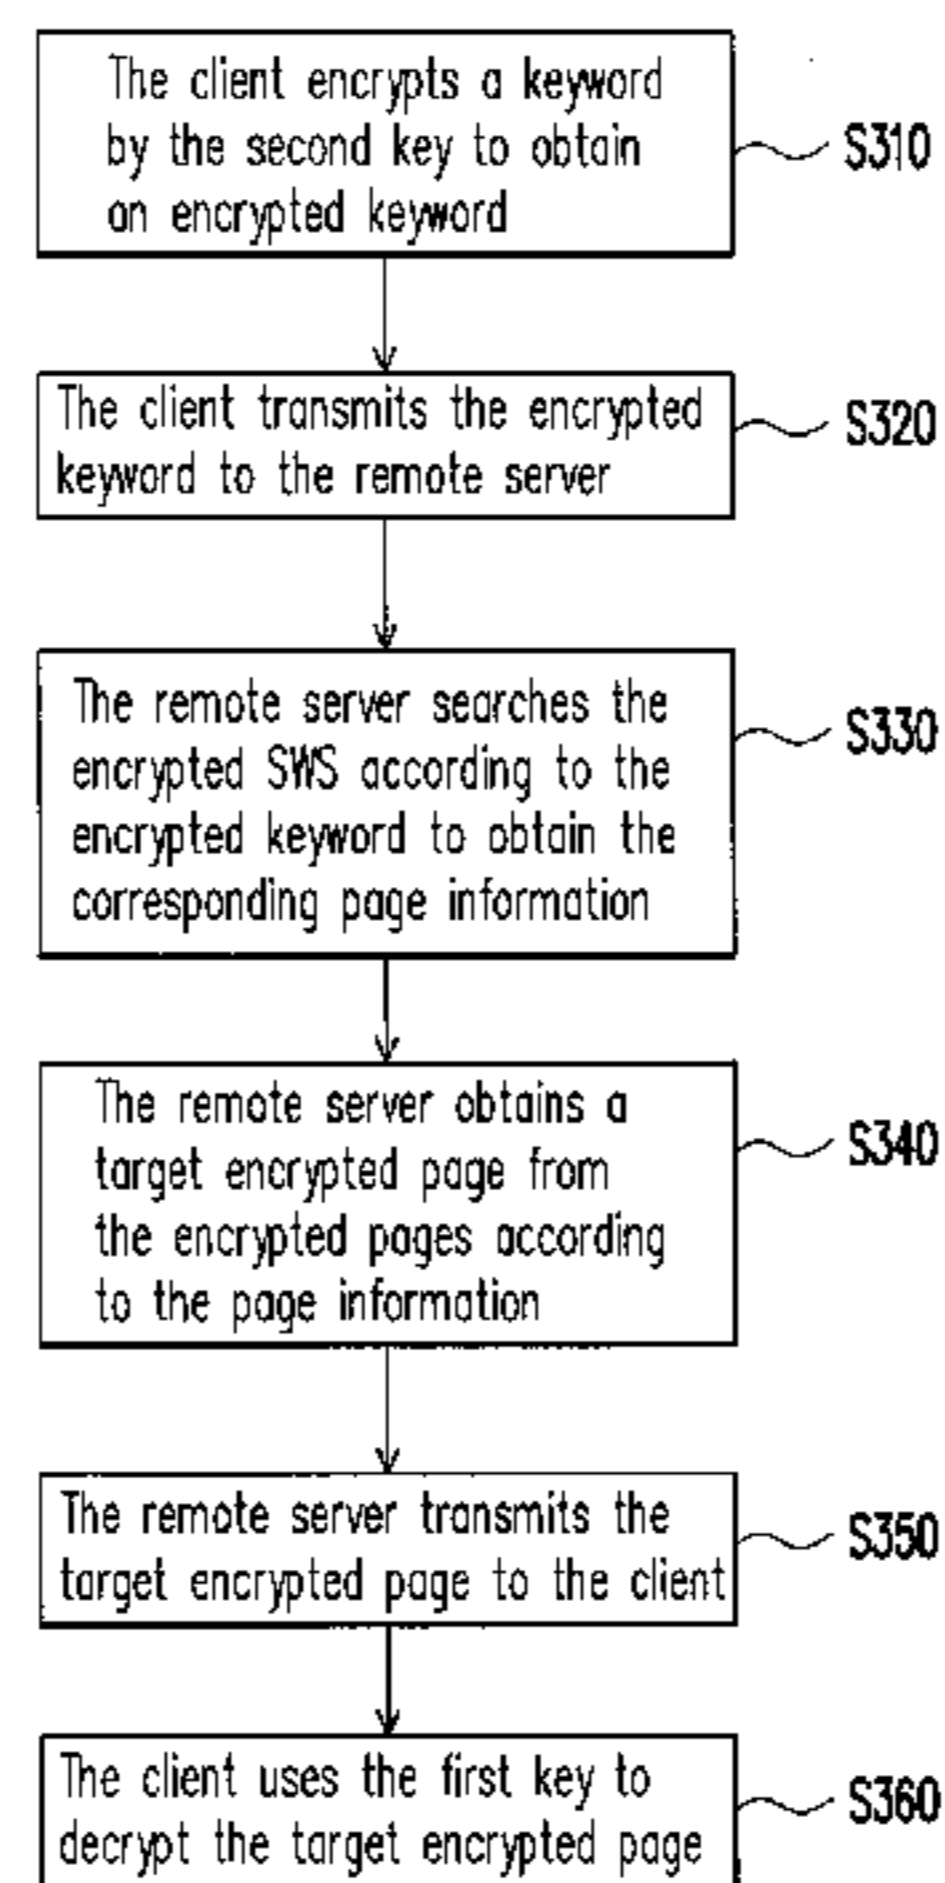 The client encrypts a keyword
by the second key to obtain
an encrypted keyword
S310
The client transmits the encrypted
keyword to the remote server
S320
The remote server searches the
encrypted SWS according to the
encrypted keyword to obtain the
corresponding page information
S330
The remote server obtains a
target encrypted page from
the encrypted pages according
to the page information
S340
The remote server transmits the
target encrypted page to the client
S350
The client uses the first key to
decrypt the target encrypted page
S360